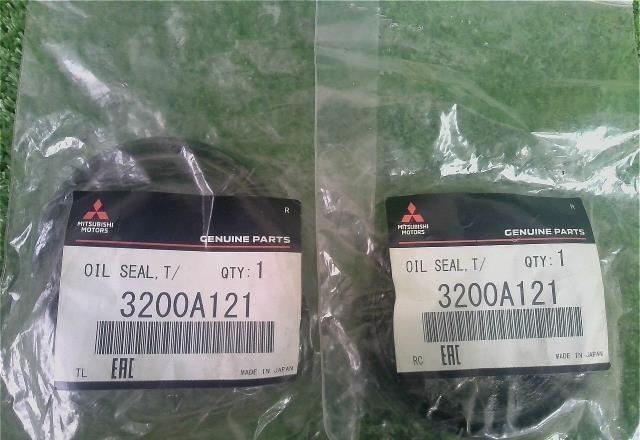 R
MITSUBISHI
MOTORS
GENUINE PARTS
OIL SEAL, T/ QTY: 1
3200A121
TL EAC MADE IN JAPAN
R
MITSUBISHI
MOTORS
GENUINE PARTS
OIL SEAL, T/ QTY: 1
3200A121
RC EAC MADE IN JAPAN